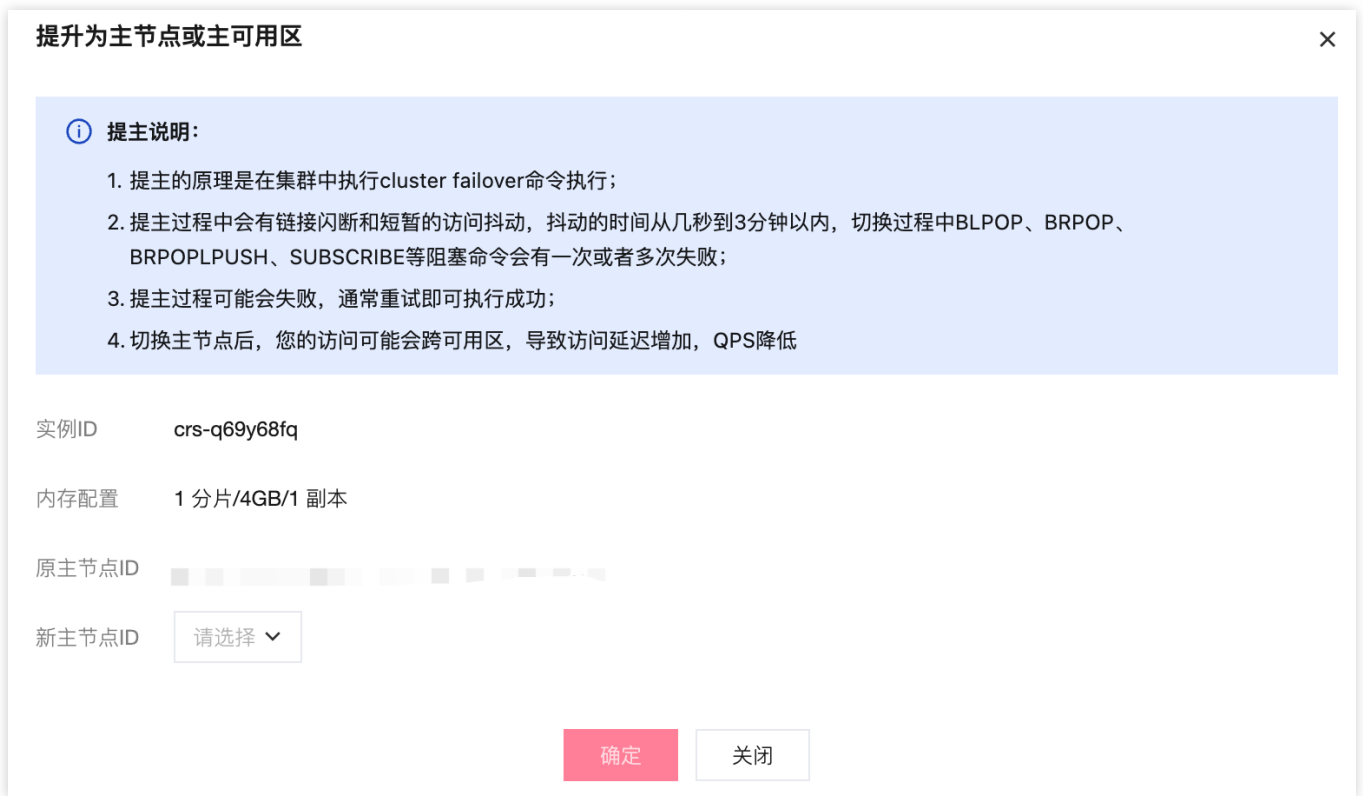 提升为主节点或主可用区
提主说明：
1. 提主的原理是在集群中执行cluster failover命令执行；
2. 提主过程中会有链接闪断和短暂的访问抖动，抖动的时间从几秒到3分钟以内，切换过程中BLPOP、BRPOP、
BRPOPLPUSH、SUBSCRIBE等阻塞命令会有一次或者多次失败；
3. 提主过程可能会失败，通常重试即可执行成功；
4. 切换主节点后，您的访问可能会跨可用区，导致访问延迟增加，QPS降低
实例ID crs-q69y68fq
内存配置 1 分片/4GB/1 副本
原主节点ID
新主节点ID 请选择
确定 关闭